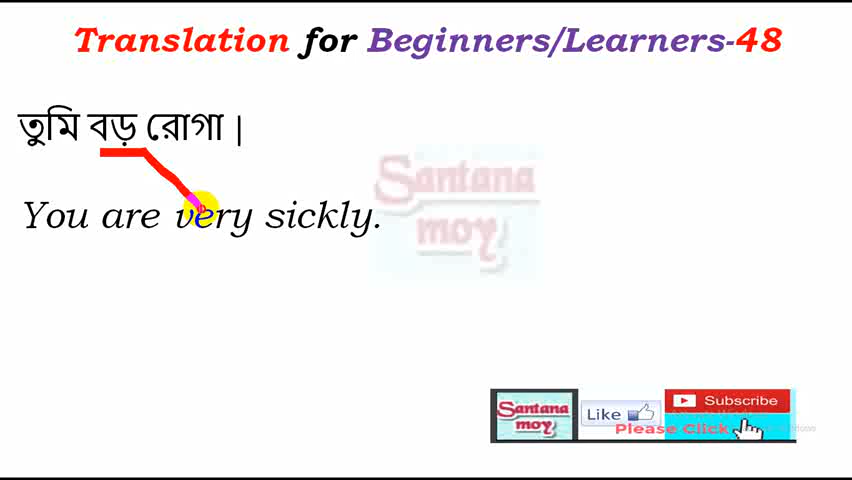 Translation for Beginners/Learners-48
তুমি বড় রোগা |
You are very sickly.
Santana
moy
Santana
moy
Like
Subscribe
Please Click